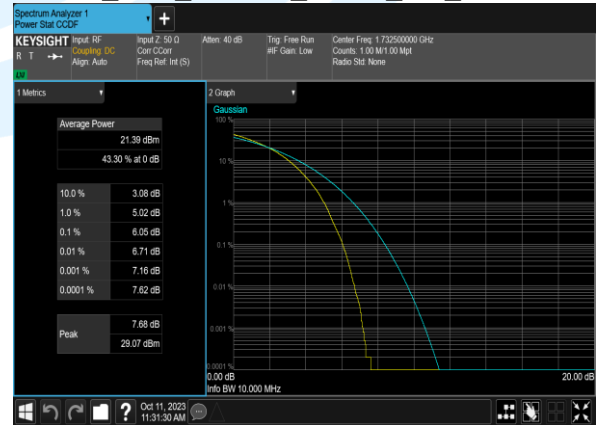 Spectrum Analyzer 1
Power Stat CCDF
+
KEYSIGHT
R T
LXI
Input: RF
Coupling: DC
Align: Auto
Input Z: 50 Ω
Corr CCorr
Freq Ref: Int (S)
Atten: 40 dB
Trig: Free Run
#IF Gain: Low
Center Freq: 1.732500000 GHz
Counts: 1.00 M/1.00 Mpt
Radio Std: None
1 Metrics
Average Power
21.39 dBm
43.30 % at 0 dB
10.0 % 3.08 dB
1.0 % 5.02 dB
0.1 % 6.05 dB
0.01 % 6.71 dB
0.001 % 7.16 dB
0.0001 % 7.62 dB
Peak
7.68 dB
29.07 dBm
2 Graph
Gaussian
100 %
10 %
1 %
0.1 %
0.01 %
0.001 %
0.0001 %
0.00 dB 20.00 dB
Info BW 10.000 MHz
?
Oct 11, 2023
11:31:30 AM